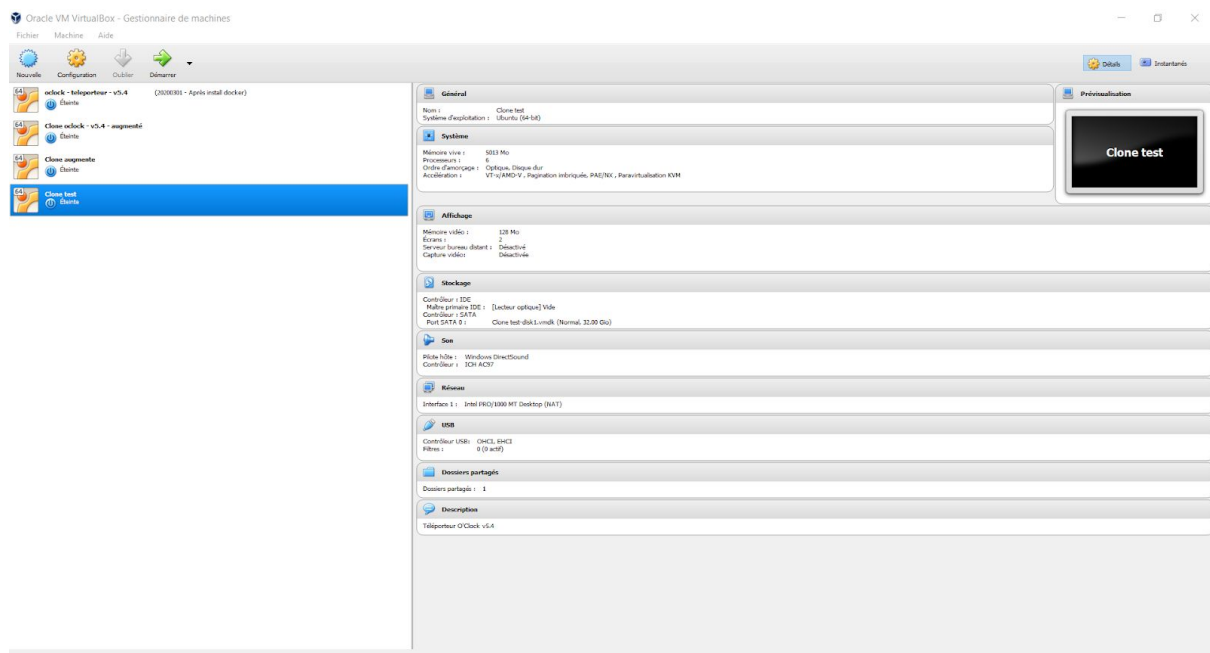 Oracle VM VirtualBox - Gestionnaire de machines
Fichier Machine Aide
Nouvelle Configuration Oublier Démarrer
Détails Instantanés
64 oclock - teleporteur - v5.4 (20200301 - Après install docker)
Éteinte
64 Clone oclock - v5.4 - augmenté
Éteinte
64 Clone augmente
Éteinte
64 Clone test
Éteinte
Général
Nom : Clone test
Système d'exploitation : Ubuntu (64-bit)
Système
Mémoire vive : 5013 Mo
Processeurs : 6
Ordre d'amorçage : Optique, Disque dur
Accélération : VT-x/AMD-V , Pagination imbriquée, PAE/NX , Paravirtualisation KVM
Prévisualisation
Clone test
Affichage
Mémoire vidéo : 128 Mo
Écrans : 2
Serveur bureau distant : Désactivé
Capture vidéo: Désactivée
Stockage
Contrôleur : IDE
Maître primaire IDE : [Lecteur optique] Vide
Contrôleur : SATA
Port SATA 0 : Clone test-disk1.vmdk (Normal, 32,00 Gio)
Son
Pilote hôte : Windows DirectSound
Contrôleur : ICH AC97
Réseau
Interface 1 : Intel PRO/1000 MT Desktop (NAT)
USB
Contrôleur USB: OHCI, EHCI
Filtres : 0 (0 actif)
Dossiers partagés
Dossiers partagés : 1
Description
Téléporteur O'Clock v5.4